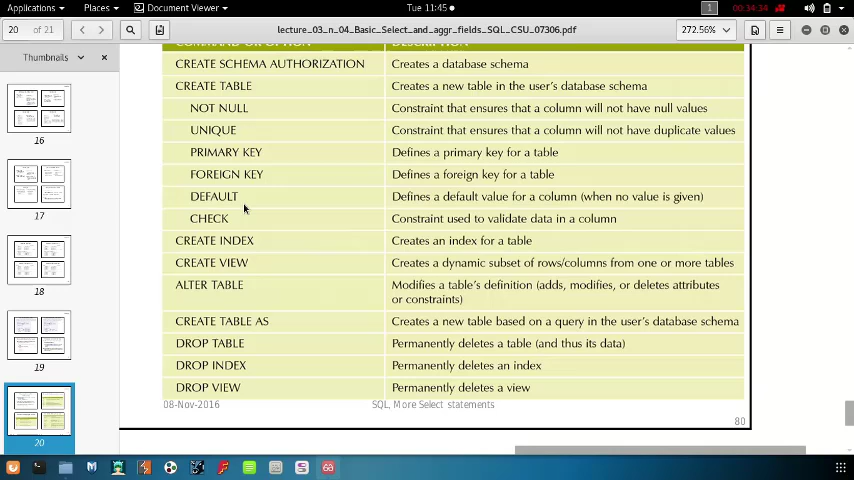 Applications
Places
Document Viewer
Tue 11:45
1
00:34:34
20 of 21
lecture_03_n_04_Basic_Select_and_aggr_fields_SQL_CSU_07306.pdf
272.56%
Thumbnails
16
17
18
19
20
COMMAND OR OPTION DESCRIPTION
CREATE SCHEMA AUTHORIZATION Creates a database schema
CREATE TABLE Creates a new table in the user's database schema
NOT NULL Constraint that ensures that a column will not have null values
UNIQUE Constraint that ensures that a column will not have duplicate values
PRIMARY KEY Defines a primary key for a table
FOREIGN KEY Defines a foreign key for a table
DEFAULT Defines a default value for a column (when no value is given)
CHECK Constraint used to validate data in a column
CREATE INDEX Creates an index for a table
CREATE VIEW Creates a dynamic subset of rows/columns from one or more tables
ALTER TABLE Modifies a table's definition (adds, modifies, or deletes attributes
or constraints)
CREATE TABLE AS Creates a new table based on a query in the user's database schema
DROP TABLE Permanently deletes a table (and thus its data)
DROP INDEX Permanently deletes an index
DROP VIEW Permanently deletes a view
08-Nov-2016 SQL, More Select statements
80